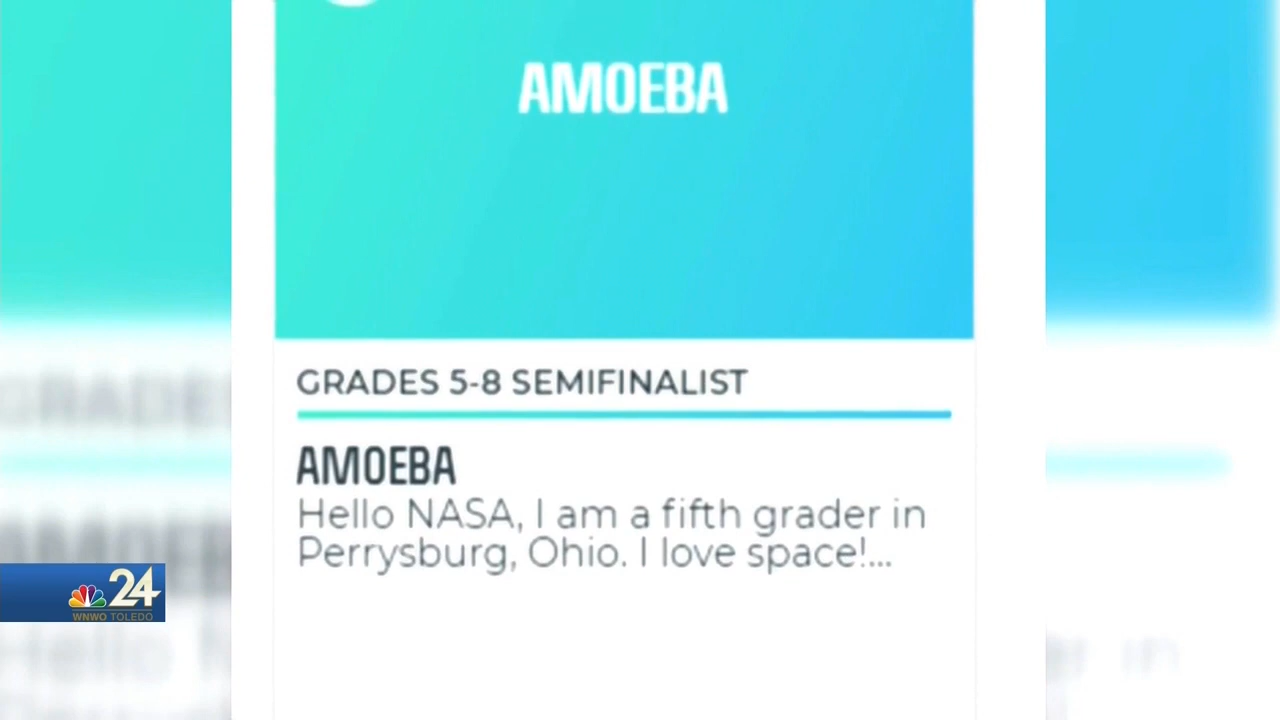 AMOEBA
GRADES 5-8 SEMIFINALIST
AMOEBA
Hello NASA, I am a fifth grader in
Perrysburg, Ohio. I love space!...
24
WNWO TOLEDO